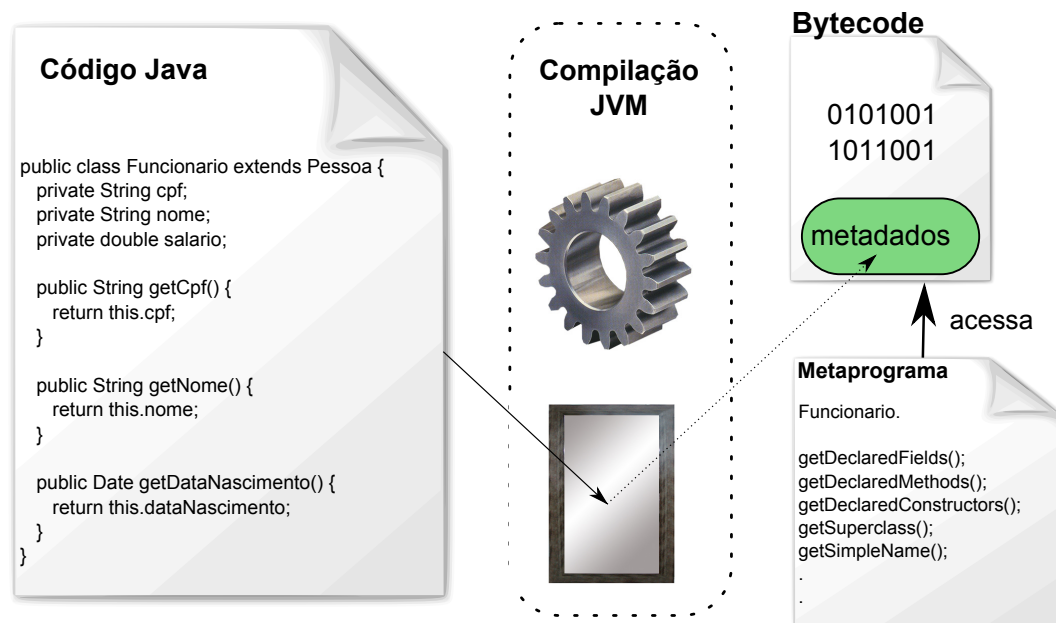 Código Java
public class Funcionario extends Pessoa {
private String cpf;
private String nome;
private double salario;
public String getCpf() {
return this.cpf;
}
public String getNome() {
return this.nome;
}
public Date getDataNascimento() {
return this.dataNascimento;
}
}
Compilação
JVM
Bytecode
0101001
1011001
metadados
acessa
Metaprograma
Funcionario.
getDeclaredFields();
getDeclaredMethods();
getDeclaredConstructors();
getSuperclass();
getSimpleName();
.
.